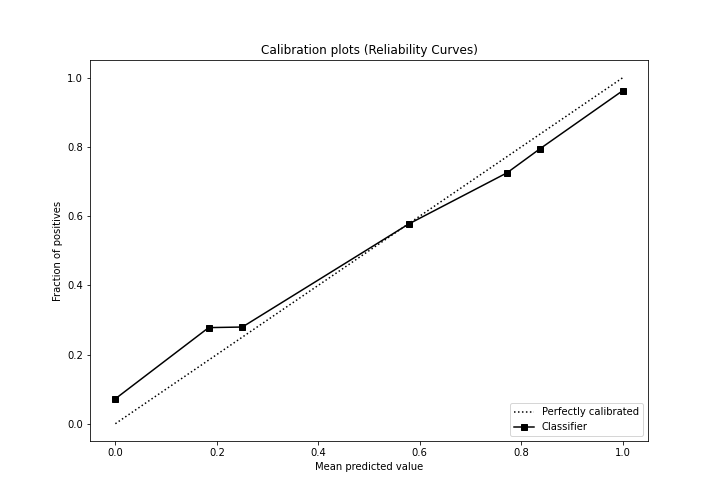 Calibration plots (Reliability Curves)
1.0
0.8
0.6
0.4
0.2
0.0
Fraction of positives
Perfectly calibrated
Classifier
0.0 0.2 0.4 0.6 0.8 1.0
Mean predicted value